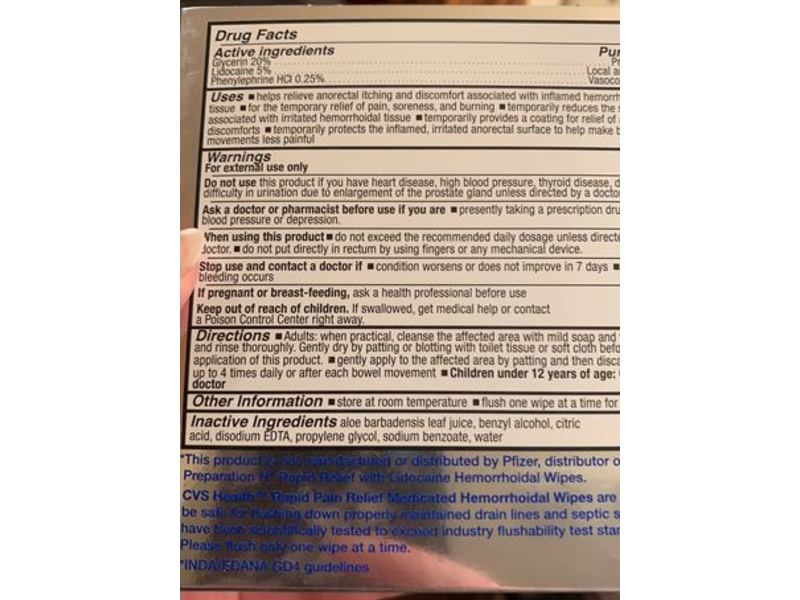 Drug Facts
Active ingredients Pur
Glycerin 20% Pr
Lidocaine 5% Local a
Phenylephrine HCl 0.25% Vasoco
Uses ■ helps relieve anorectal itching and discomfort associated with inflamed hemorrh
tissue ■ for the temporary relief of pain, soreness, and burning ■ temporarily reduces the s
associated with irritated hemorrhoidal tissue ■ temporarily provides a coating for relief of
discomforts ■ temporarily protects the inflamed, irritated anorectal surface to help make b
movements less painful
Warnings
For external use only
Do not use this product if you have heart disease, high blood pressure, thyroid disease, d
difficulty in urination due to enlargement of the prostate gland unless directed by a docto
Ask a doctor or pharmacist before use if you are ■ presently taking a prescription dru
blood pressure or depression.
When using this product ■ do not exceed the recommended daily dosage unless directe
doctor. ■ do not put directly in rectum by using fingers or any mechanical device.
Stop use and contact a doctor if ■ condition worsens or does not improve in 7 days ■
bleeding occurs
If pregnant or breast-feeding, ask a health professional before use
Keep out of reach of children. If swallowed, get medical help or contact
a Poison Control Center right away.
Directions ■ Adults: when practical, cleanse the affected area with mild soap and
and rinse thoroughly. Gently dry by patting or blotting with toilet tissue or soft cloth befo
application of this product. ■ gently apply to the affected area by patting and then disca
up to 4 times daily or after each bowel movement ■ Children under 12 years of age:
doctor
Other Information ■ store at room temperature ■ flush one wipe at a time for
Inactive Ingredients aloe barbadensis leaf juice, benzyl alcohol, citric
acid, disodium EDTA, propylene glycol, sodium benzoate, water
*This product is not manufactured or distributed by Pfizer, distributor o
Preparation H® Rapid Relief with Lidocaine Hemorrhoidal Wipes.
CVS Health™ Rapid Pain Relief Medicated Hemorrhoidal Wipes are
be safe for flushing down properly maintained drain lines and septic s
have been scientifically tested to exceed industry flushability test stan
Please flush only one wipe at a time.
*INDA/EDANA GD4 guidelines